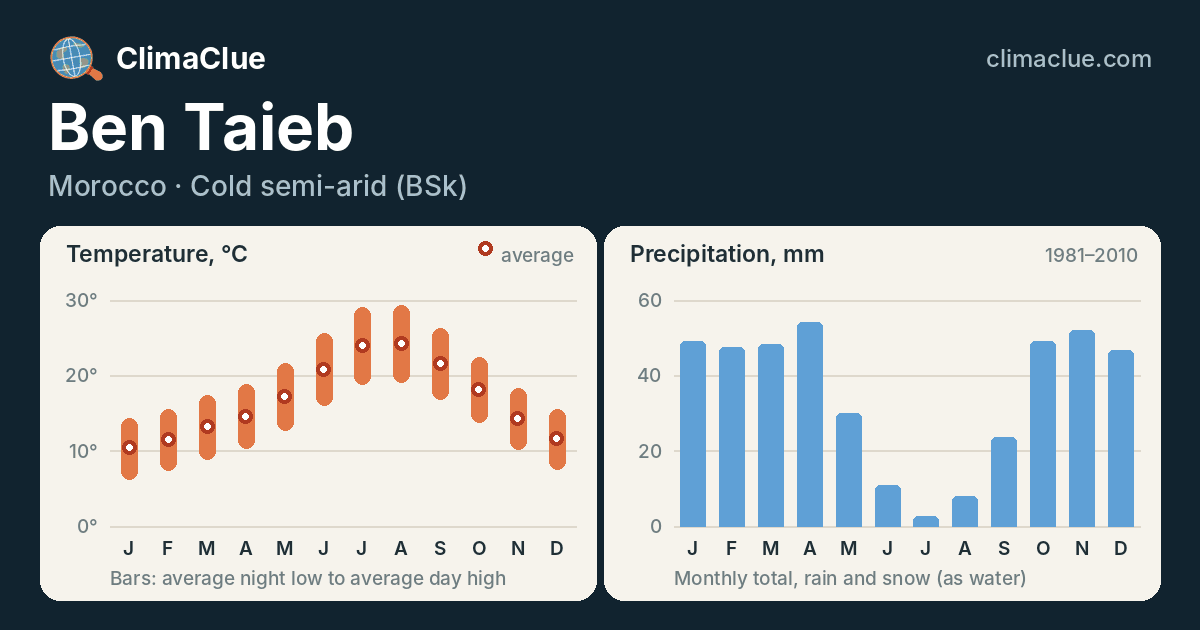 ClimaClue
climaclue.com
Ben Taieb
Morocco · Cold semi-arid (BSk)
Temperature, °C
average
30°
20°
10°
0°
J F M A M J J A S O N D
Bars: average night low to average day high
Precipitation, mm
1981–2010
60
40
20
0
J F M A M J J A S O N D
Monthly total, rain and snow (as water)